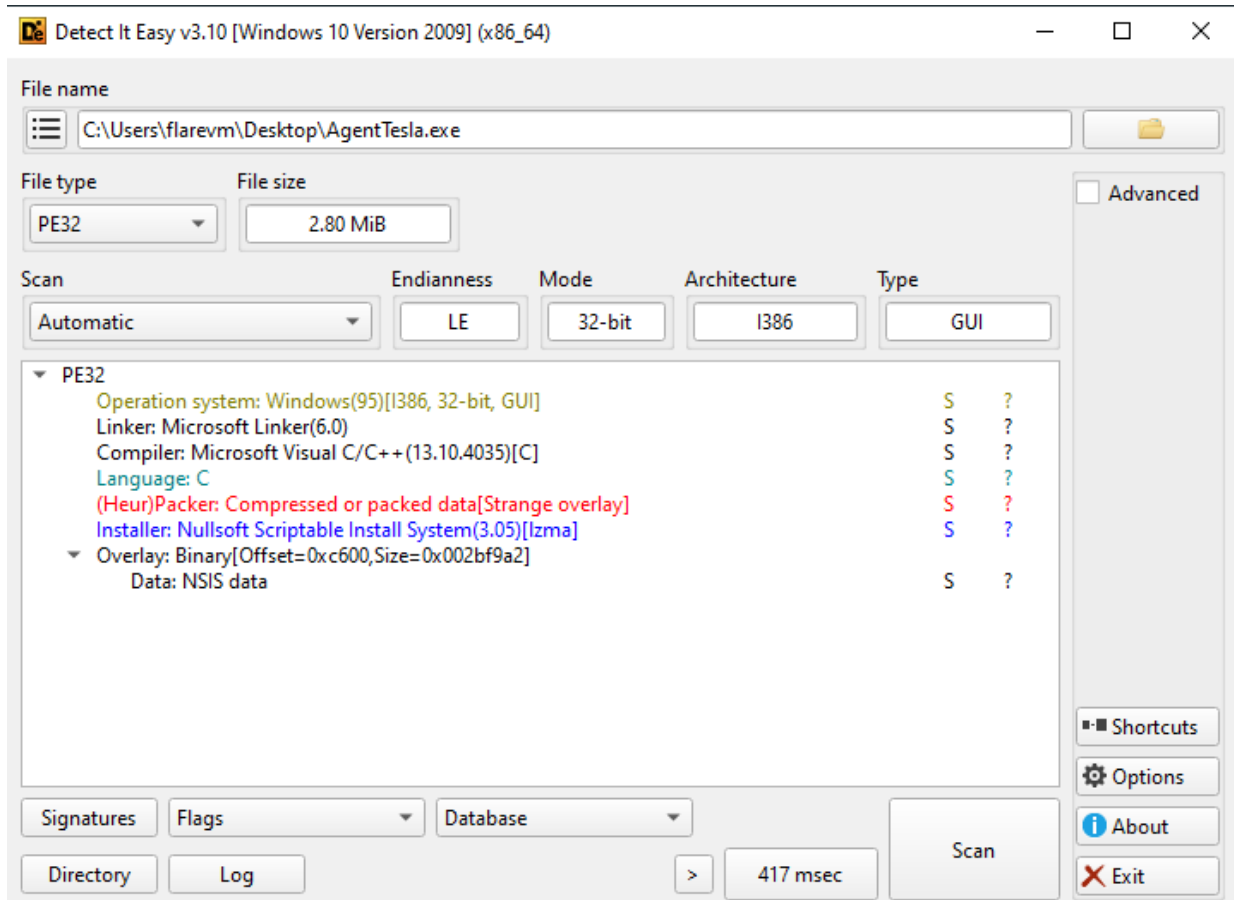 Detect It Easy v3.10 [Windows 10 Version 2009] (x86_64)
File name
C:\Users\flarevm\Desktop\AgentTesla.exe
File type File size
PE32 2.80 MiB
Advanced
Scan Endianness Mode Architecture Type
Automatic LE 32-bit I386 GUI
PE32
Operation system: Windows(95)[I386, 32-bit, GUI] S ?
Linker: Microsoft Linker(6.0) S ?
Compiler: Microsoft Visual C/C++(13.10.4035)[C] S ?
Language: C S ?
(Heur)Packer: Compressed or packed data[Strange overlay] S ?
Installer: Nullsoft Scriptable Install System(3.05)[lzma] S ?
Overlay: Binary[Offset=0xc600,Size=0x002bf9a2]
Data: NSIS data S ?
Shortcuts
Options
Signatures Flags Database
About
Scan
Directory Log > 417 msec
Exit